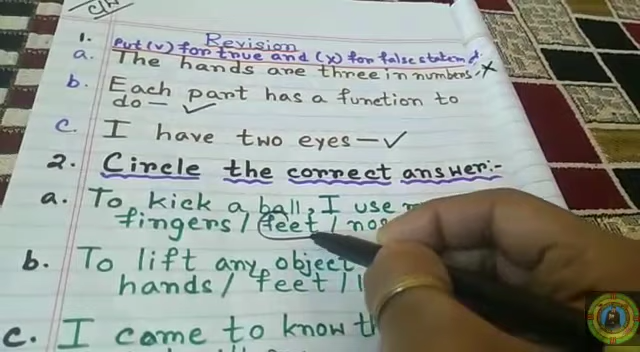 C/W
Revision
1. Put (✓) for true and (x) for false statement:
a. The hands are three in numbers. x
b. Each part has a function to
do — ✓
c. I have two eyes — ✓
2. Circle the correct answer:-
a. To kick a ball, I use
fingers / feet /
b. To lift any object
hands / feet /
c. I come to know